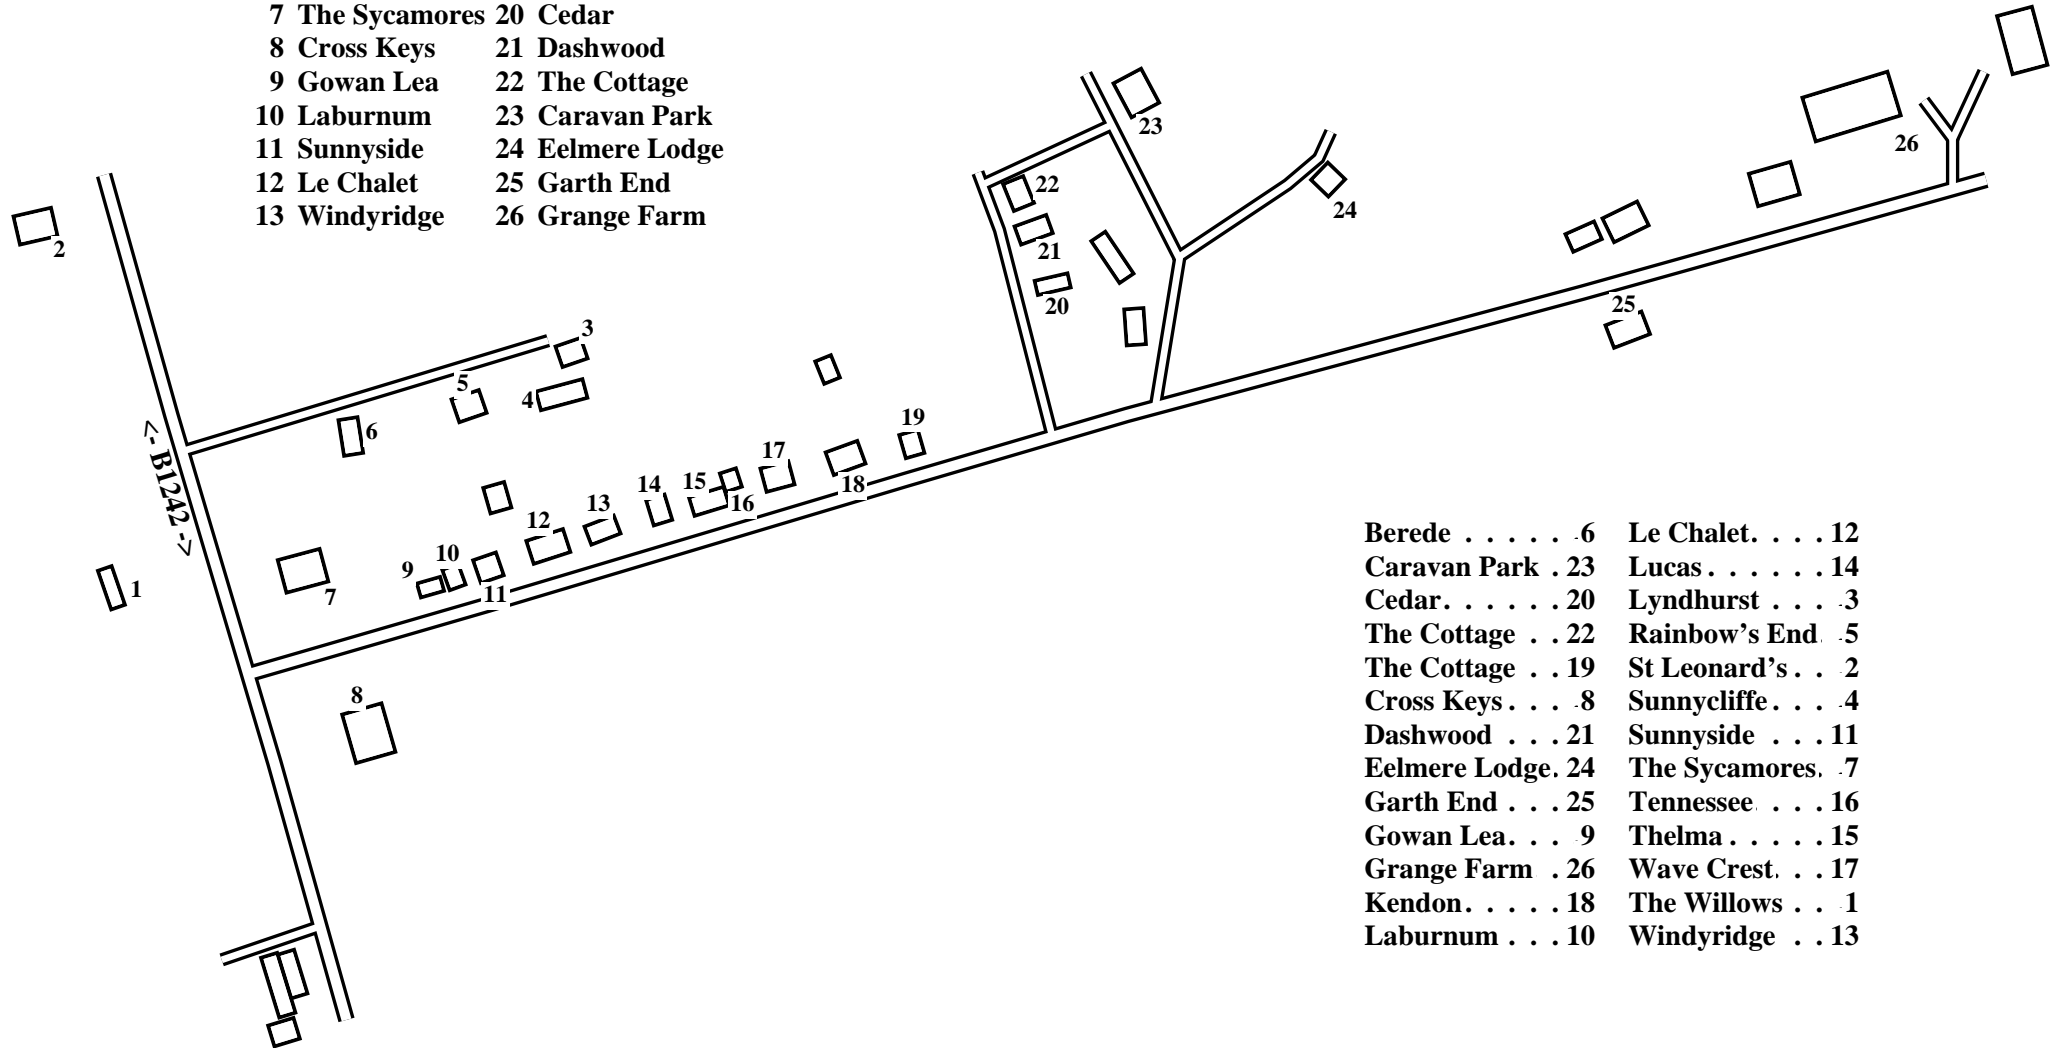 7 The Sycamores 20 Cedar
8 Cross Keys 21 Dashwood
9 Gowan Lea 22 The Cottage
10 Laburnum 23 Caravan Park
11 Sunnyside 24 Eelmere Lodge
12 Le Chalet 25 Garth End
13 Windyridge 26 Grange Farm
23
22
24
26
2
21
20
25
3
5
4
6
<- B1242 ->
19
17
18
14
15
16
13
12
10
9
11
1
7
8
Berede . . . . . . 6 Le Chalet. . . . 12
Caravan Park . 23 Lucas . . . . . . 14
Cedar. . . . . . 20 Lyndhurst . . . . 3
The Cottage . . 22 Rainbow’s End. 5
The Cottage . . 19 St Leonard’s . . 2
Cross Keys . . . 8 Sunnycliffe . . . 4
Dashwood . . . 21 Sunnyside . . . 11
Eelmere Lodge. 24 The Sycamores. 7
Garth End . . . 25 Tennessee . . . . 16
Gowan Lea. . . 9 Thelma . . . . . 15
Grange Farm . 26 Wave Crest. . . 17
Kendon. . . . . 18 The Willows . . 1
Laburnum . . . 10 Windyridge . . 13